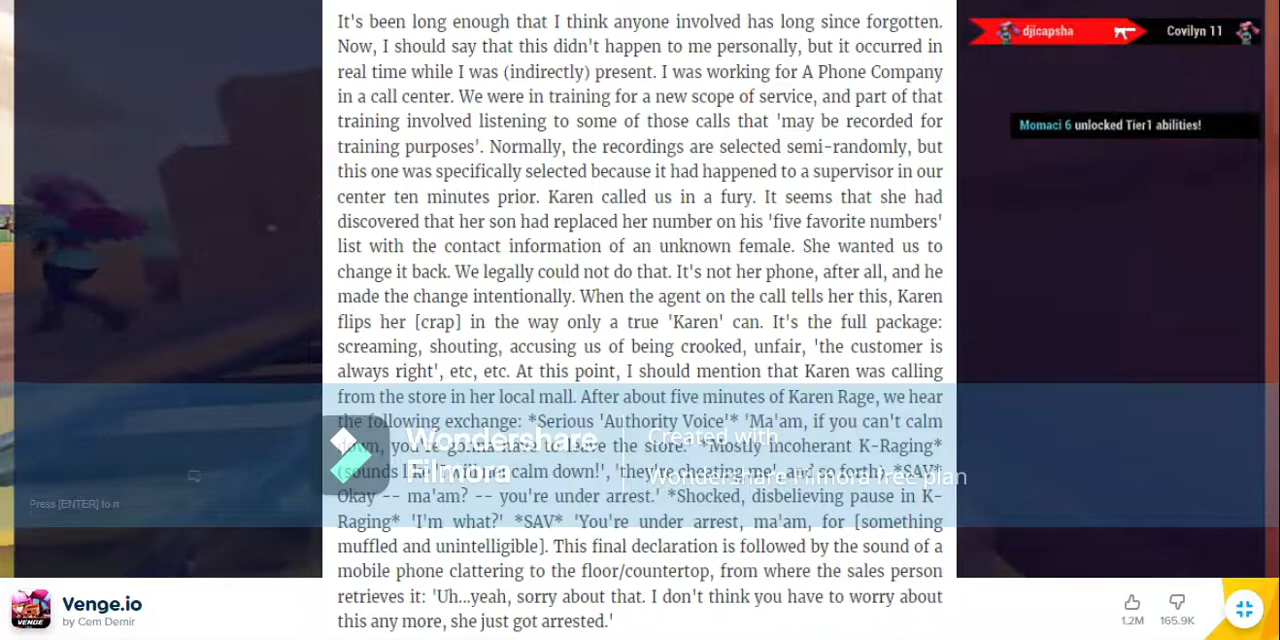 It's been long enough that I think anyone involved has long since forgotten.
Now, I should say that this didn't happen to me personally, but it occurred in
real time while I was (indirectly) present. I was working for A Phone Company
in a call center. We were in training for a new scope of service, and part of that
training involved listening to some of those calls that 'may be recorded for
training purposes'. Normally, the recordings are selected semi-randomly, but
this one was specifically selected because it had happened to a supervisor in our
center ten minutes prior. Karen called us in a fury. It seems that she had
discovered that her son had replaced her number on his 'five favorite numbers'
list with the contact information of an unknown female. She wanted us to
change it back. We legally could not do that. It's not her phone, after all, and he
made the change intentionally. When the agent on the call tells her this, Karen
flips her [crap] in the way only a true 'Karen' can. It's the full package:
screaming, shouting, accusing us of being crooked, unfair, 'the customer is
always right', etc, etc. At this point, I should mention that Karen was calling
from the store in her local mall. After about five minutes of Karen Rage, we hear
the following exchange: *Serious 'Authority Voice'* 'Ma'am, if you can't calm
down, you're gonna have to leave the store.' *Mostly incoherant K-Raging*
(sounds like 'I will not calm down!', 'they're cheating me', and so forth). *SAV*
'Okay -- ma'am? -- you're under arrest.' *Shocked, disbelieving pause in K-
Raging* 'I'm what?' *SAV* 'You're under arrest, ma'am, for [something
muffled and unintelligible]. This final declaration is followed by the sound of a
mobile phone clattering to the floor/countertop, from where the sales person
retrieves it: 'Uh...yeah, sorry about that. I don't think you have to worry about
this any more, she just got arrested.'
djicapsha Covilyn 11
Momaci 6 unlocked Tier1 abilities!
Wondershare
Filmora
Created with
Wondershare Filmora free plan
Press [ENTER] to
Venge.io
by Cem Demir
VENGE
1.2M 165.9K